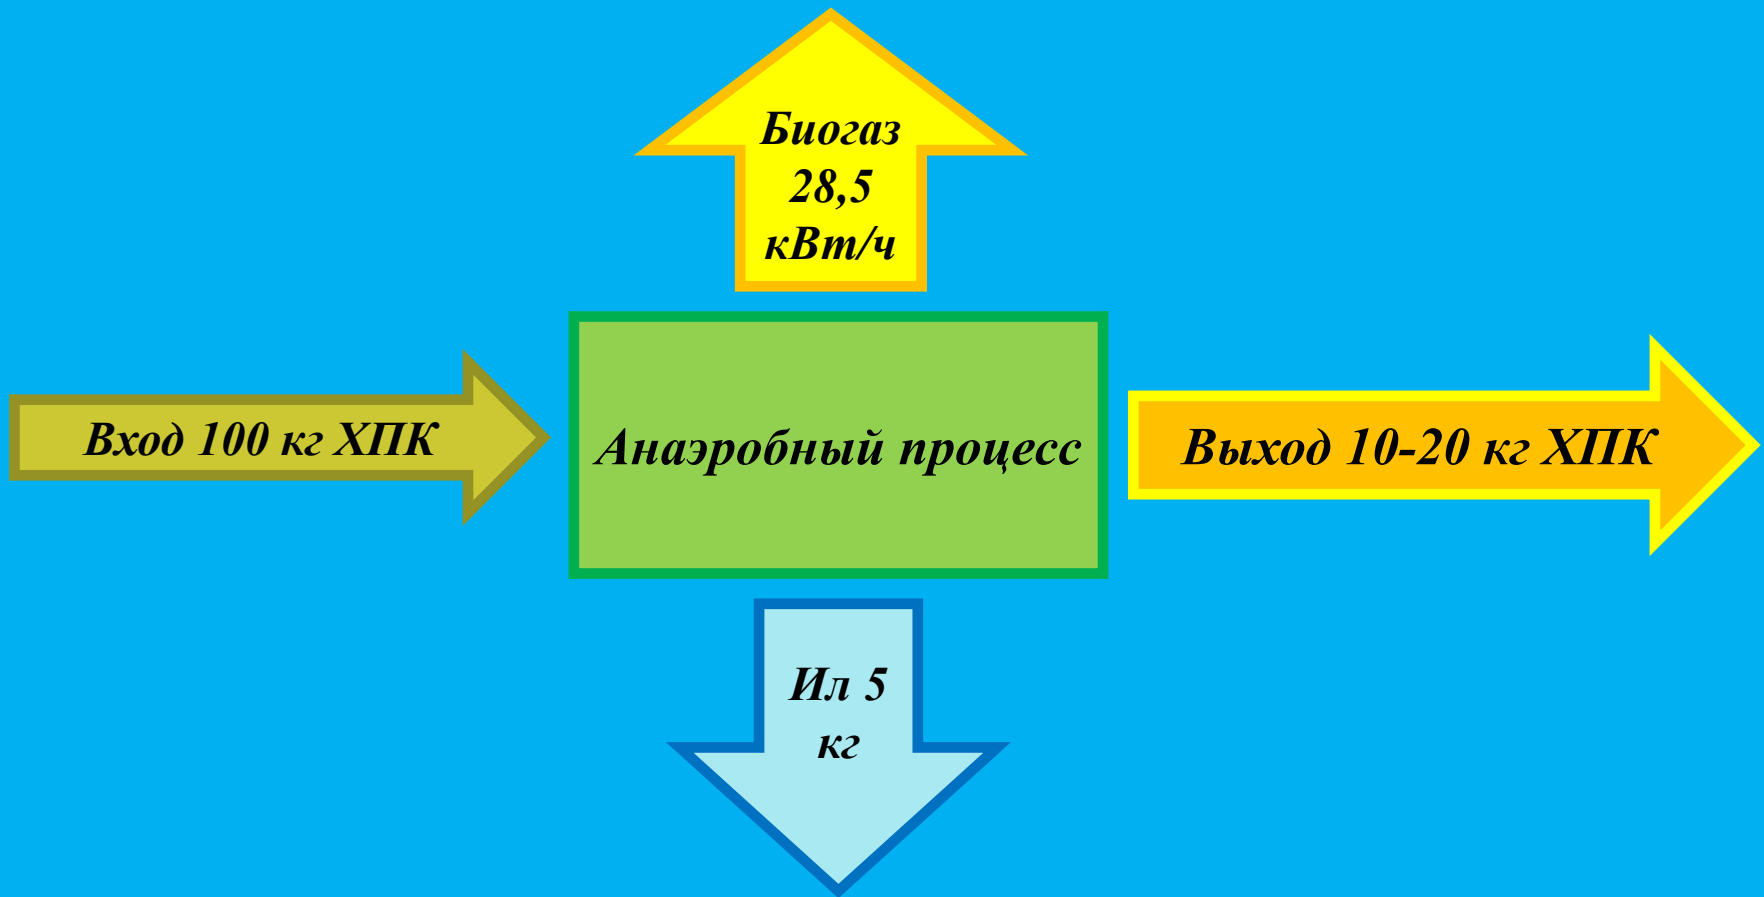 Биогаз
28,5
кВт/ч
Вход 100 кг ХПК
Анаэробный процесс
Выход 10-20 кг ХПК
Ил 5
кг